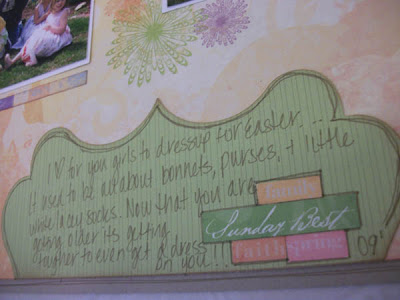 I ♡ for you girls to dress up for Easter...
It used to be all about bonnets, purses, + little
white lacey socks. Now that you are
getting older its getting
tougher to even get a dress
on you!!!
family
Sunday Best
faith spring
09'